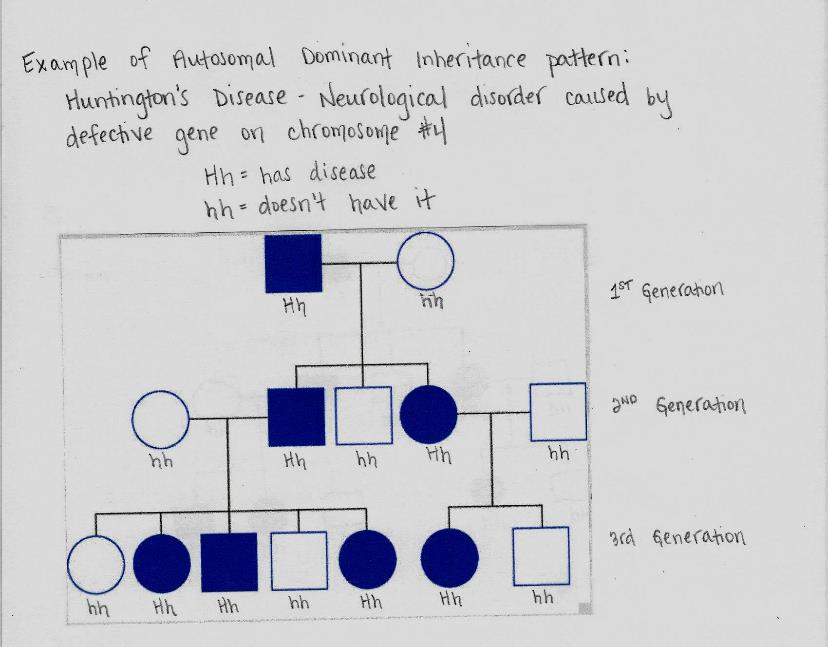 Example of Autosomal Dominant Inheritance pattern:
Huntington's Disease - Neurological disorder caused by
defective gene on chromosome #4
Hh = has disease
hh = doesn't have it
Hh hh 1ST Generation
2ND Generation
hh Hh hh Hh hh
3rd Generation
hh Hh Hh hh Hh Hh hh